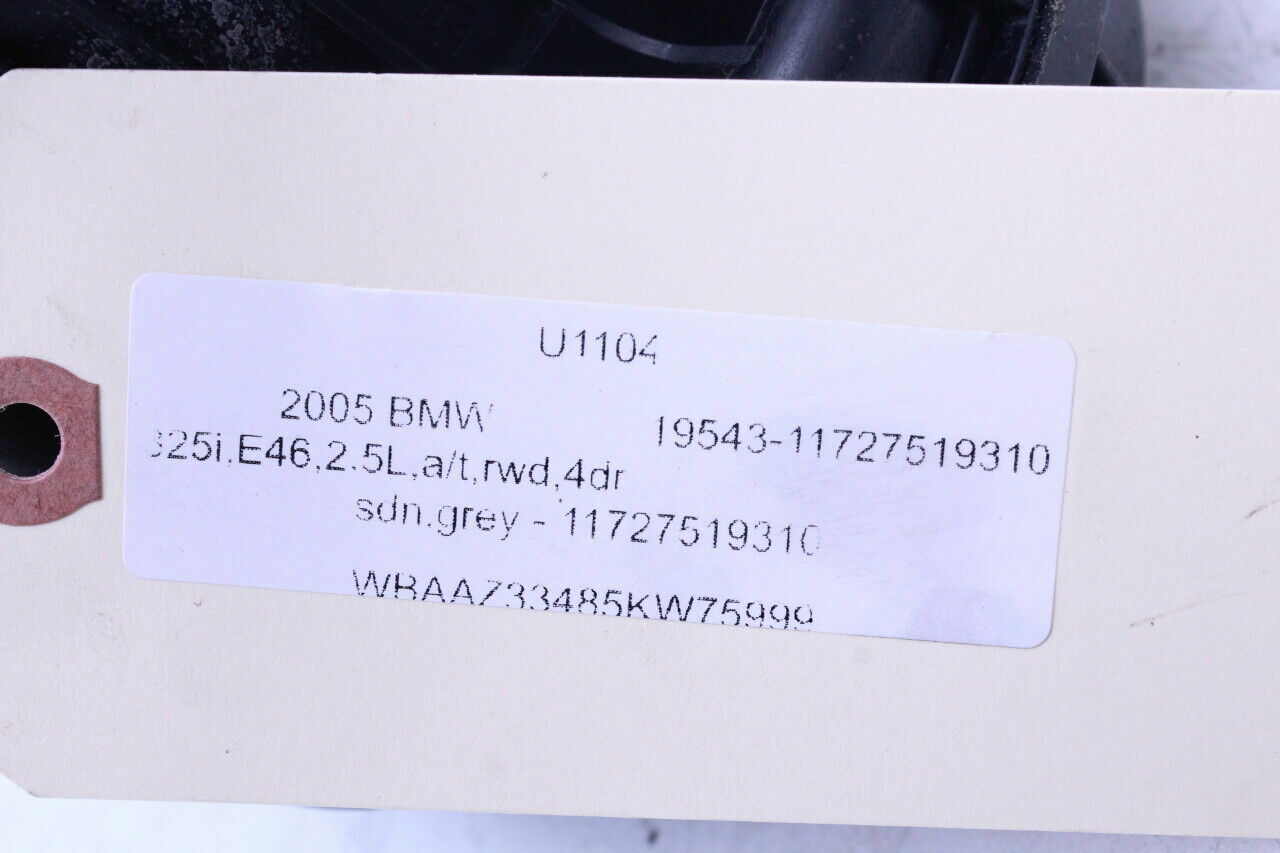 U1104
2005 BMW
19543-11727519310
325i,E46,2.5L,a/t,rwd,4dr
sdn.grey - 11727519310
WBAAZ33485KW75999